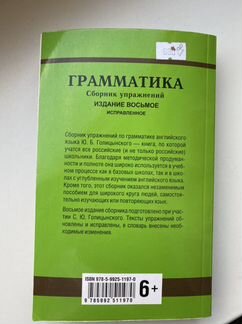 ГРАММАТИКА
Сборник упражнений
ИЗДАНИЕ ВОСЬМОЕ
ИСПРАВЛЕННОЕ
Сборник упражнений по грамматике английского
языка Ю. Б. Голицынского — книга, по которой
учатся все российские (и не только российские)
школьники. Благодаря методической продуманно-
сти и полноте она широко используется в учеб-
ном процессе как в базовых школах, так и в шко-
лах с углубленным изучением английского языка.
Кроме того, этот сборник оказался незаменимым
пособием для широкого круга людей, самостоя-
тельно изучающих или повторяющих язык.
Восьмое издание сборника подготовлено при учас-
тии С. Ю. Голицынского. Тексты упражнений об-
новлены и исправлены, в словарь внесены необ-
ходимые изменения.
ISBN 978-5-9925-1197-0
9 785992 511970
6+